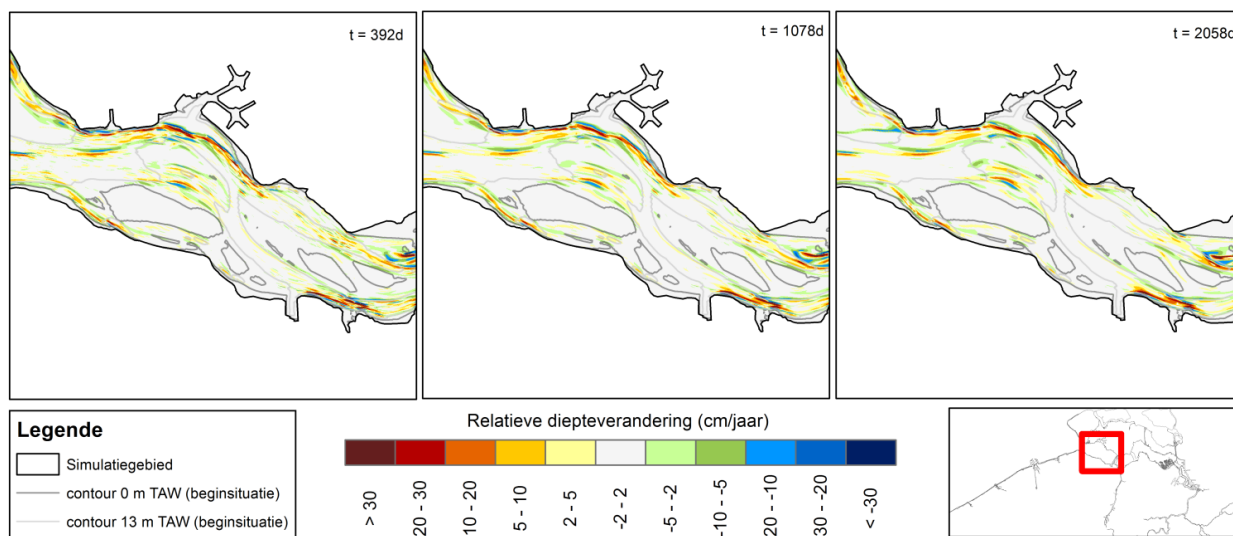 t = 392d
t = 1078d
t = 2058d
Legende
Simulatiegebied
contour 0 m TAW (beginsituatie)
contour 13 m TAW (beginsituatie)
Relatieve diepteverandering (cm/jaar)
> 30
20 - 30
10 - 20
5 - 10
2 - 5
-2 - 2
-5 - -2
-10 - -5
-20 - -10
-30 - -20
< -30